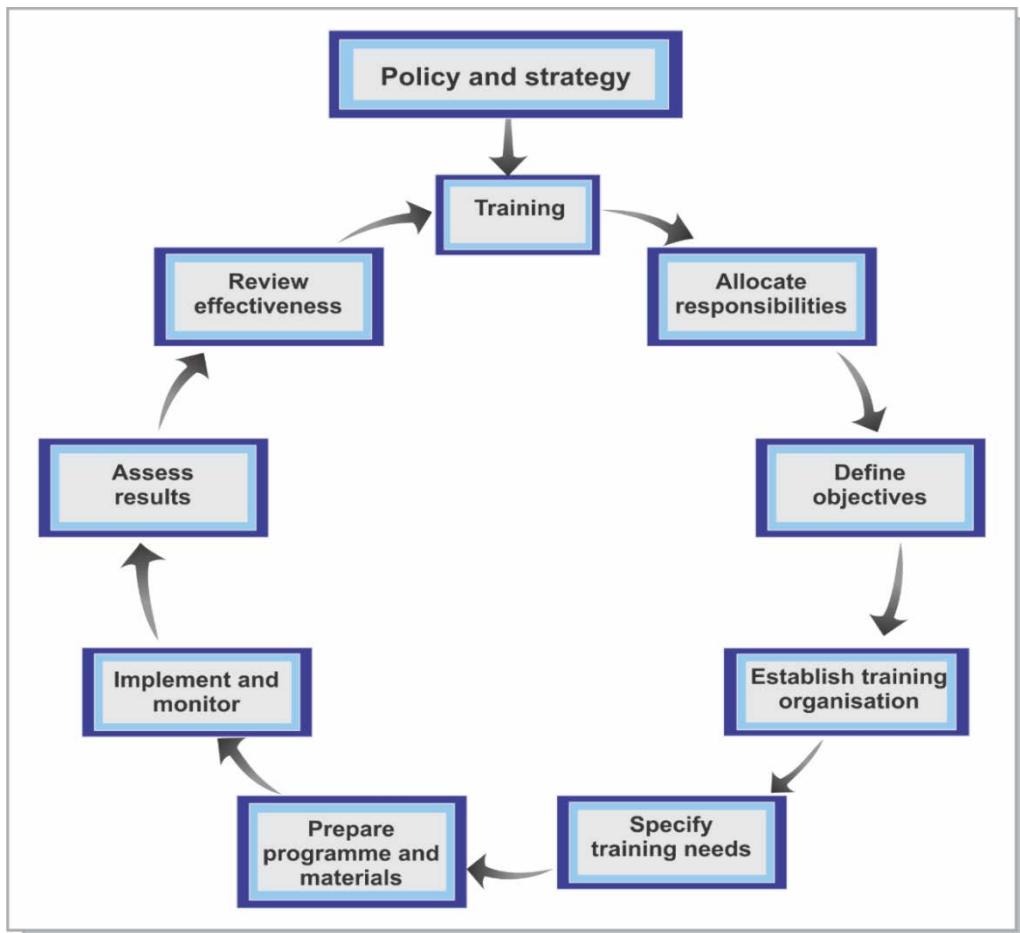 Policy and strategy
Training
Allocate
responsibilities
Define
objectives
Establish training
organisation
Specify
training needs
Prepare
programme and
materials
Implement and
monitor
Assess
results
Review
effectiveness